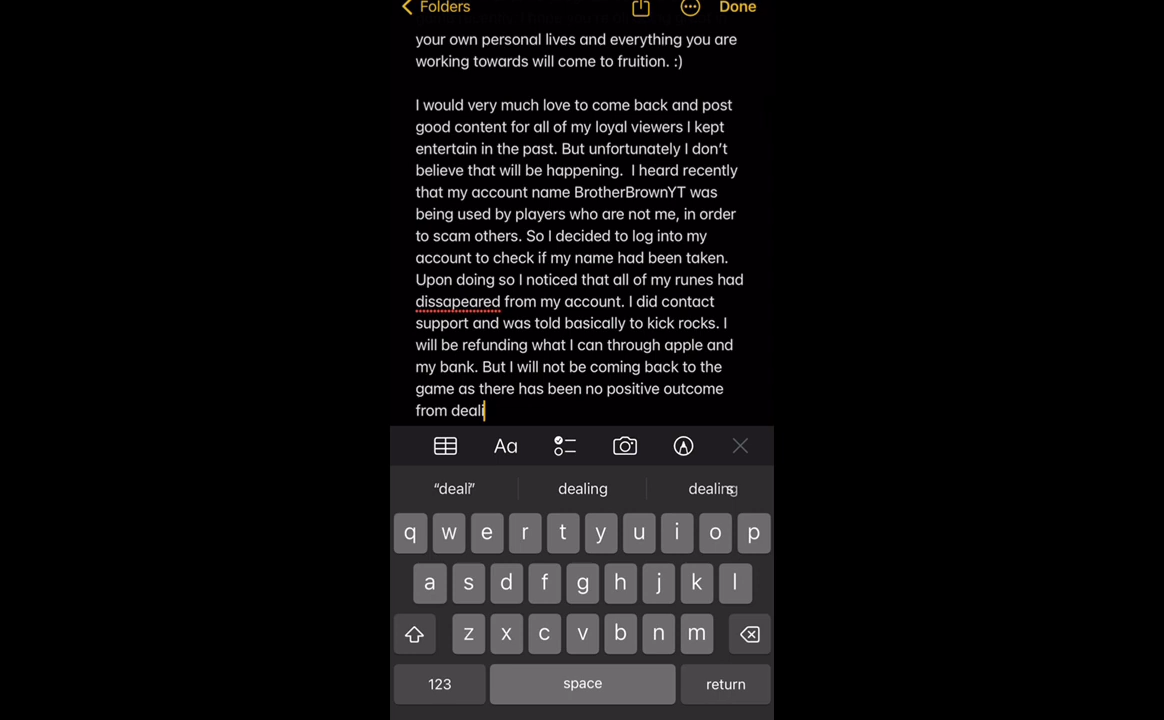 Folders
Done
your own personal lives and everything you are
working towards will come to fruition. :)
I would very much love to come back and post
good content for all of my loyal viewers I kept
entertain in the past. But unfortunately I don’t
believe that will be happening.  I heard recently
that my account name BrotherBrownYT was
being used by players who are not me, in order
to scam others. So I decided to log into my
account to check if my name had been taken.
Upon doing so I noticed that all of my runes had
dissapeared from my account. I did contact
support and was told basically to kick rocks. I
will be refunding what I can through apple and
my bank. But I will not be coming back to the
game as there has been no positive outcome
from deali
Aa
“deali” dealing
q w e r t y u i o p
a s d f g h j k l
z x c v b n m
123 space return